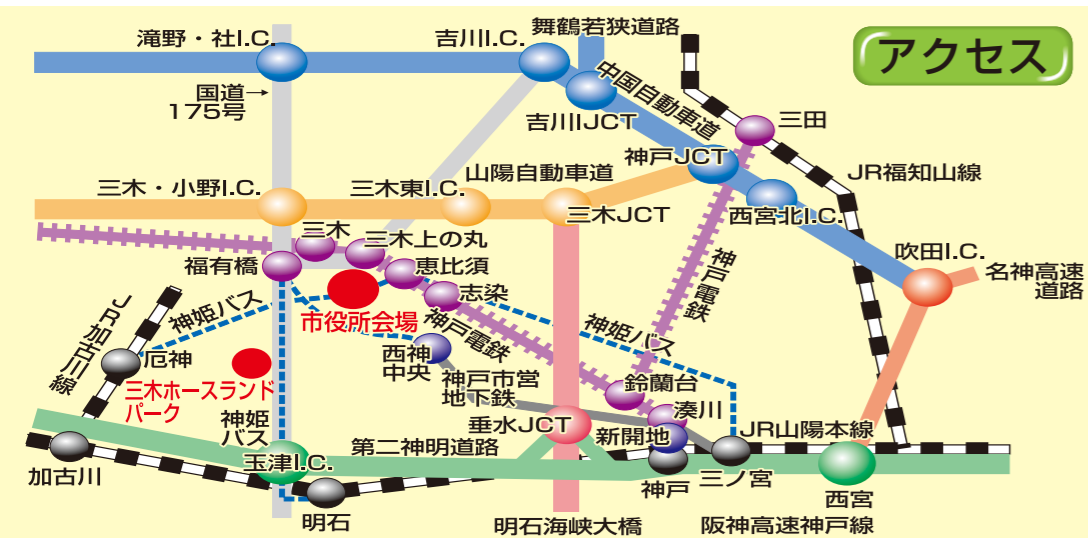 アクセス
舞鶴若狭道路
滝野・社I.C.
吉川I.C.
国道→
175号
中国自動車道
吉川IJCT
三田
神戸JCT
JR福知山線
三木・小野I.C.
三木東I.C.
山陽自動車道
三木JCT
西宮北I.C.
吹田I.C.
名神高速
道路
三木
三木上の丸
福有橋
恵比須
志染
神戸電鉄
神姫バス
市役所会場
神戸電鉄
神姫バス
JR加古川線
厄神
西神
中央
神戸市営
地下鉄
三木ホースランド
パーク
神姫
バス
鈴蘭台
湊川
垂水JCT
新開地
JR山陽本線
第二神明道路
玉津I.C.
加古川
明石
神戸
三ノ宮
西宮
明石海峡大橋
阪神高速神戸線